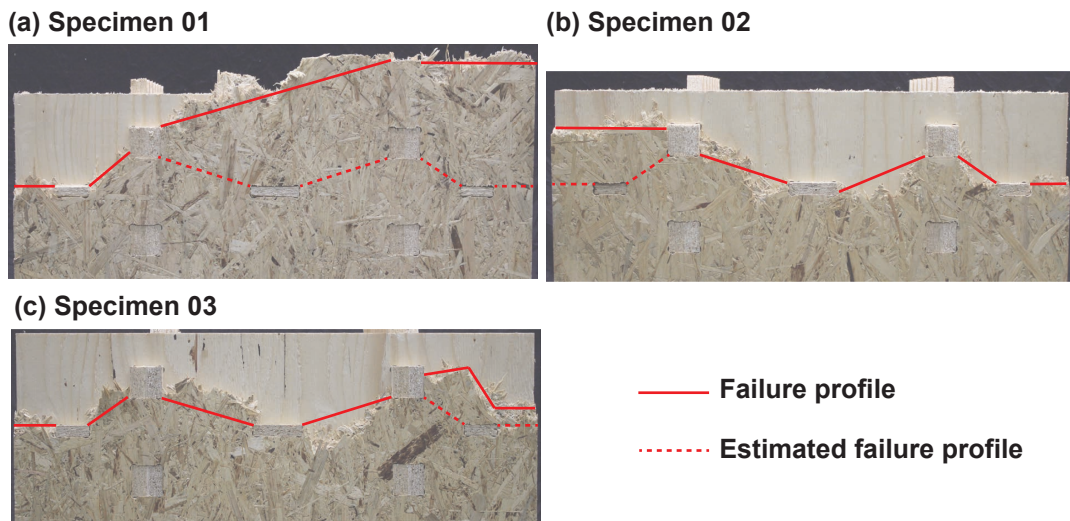 (a) Specimen 01
(b) Specimen 02
(c) Specimen 03
Failure profile
Estimated failure profile